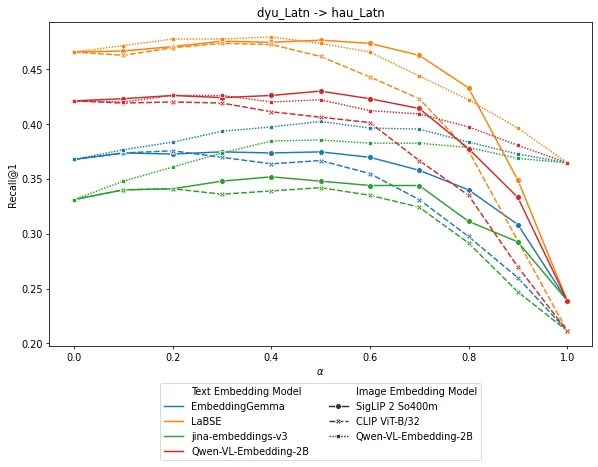 dyu_Latn -> hau_Latn
Recall@1
0.45
0.40
0.35
0.30
0.25
0.20
0.0 0.2 0.4 0.6 0.8 1.0
α
Text Embedding Model Image Embedding Model
EmbeddingGemma SigLIP 2 So400m
LaBSE CLIP ViT-B/32
jina-embeddings-v3 Qwen-VL-Embedding-2B
Qwen-VL-Embedding-2B